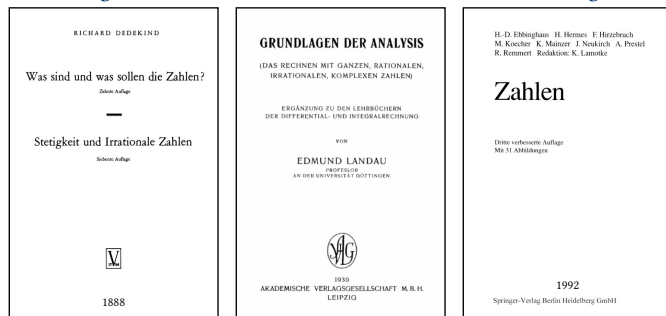 RICHARD DEDEKIND
Was sind und was sollen die Zahlen?
Zehnte Auflage
Stetigkeit und Irrationale Zahlen
Siebente Auflage
1888
GRUNDLAGEN DER ANALYSIS
(DAS RECHNEN MIT GANZEN, RATIONALEN,
IRRATIONALEN, KOMPLEXEN ZAHLEN)
ERGÄNZUNG ZU DEN LEHRBÜCHERN
DER DIFFERENTIAL- UND INTEGRALRECHNUNG
VON
EDMUND LANDAU
PROFESSOR
AN DER UNIVERSITÄT GÖTTINGEN
1930
AKADEMISCHE VERLAGSGESELLSCHAFT M. B. H.
LEIPZIG
H.-D. Ebbinghaus H. Hermes F. Hirzebruch
M. Koecher K. Mainzer J. Neukirch A. Prestel
R. Remmert Redaktion: K. Lamotke
Zahlen
Dritte verbesserte Auflage
Mit 31 Abbildungen
1992
Springer-Verlag Berlin Heidelberg GmbH